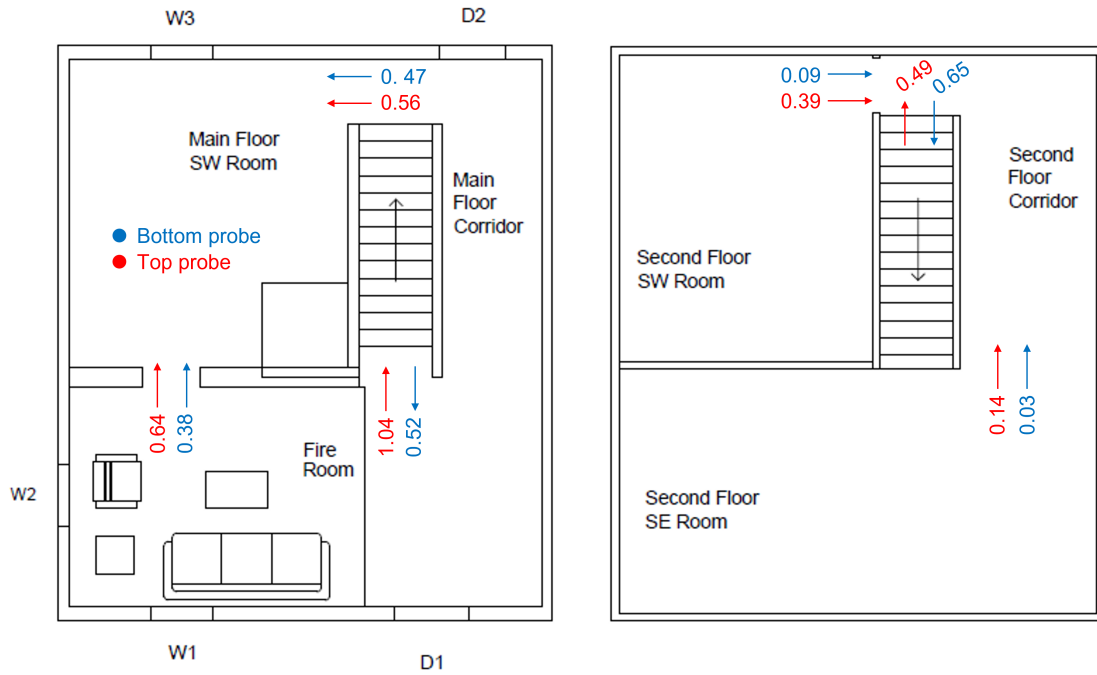 W3
D2
0. 47
0.56
0.09
0.39
0.49
0.65
Main Floor
SW Room
Main
Floor
Corridor
Second
Floor
Corridor
Bottom probe
Top probe
Second Floor
SW Room
0.64
0.38
1.04
0.52
0.14
0.03
Fire
Room
W2
Second Floor
SE Room
W1
D1